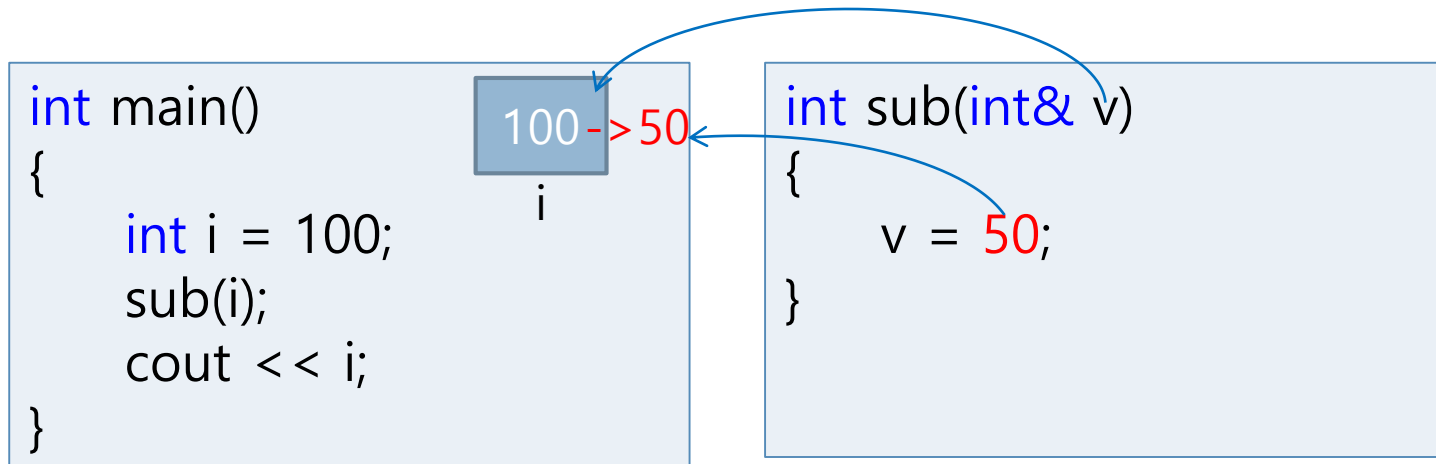 int main()
{
int i = 100;
sub(i);
cout << i;
}
100->50
i
int sub(int& v)
{
v = 50;
}